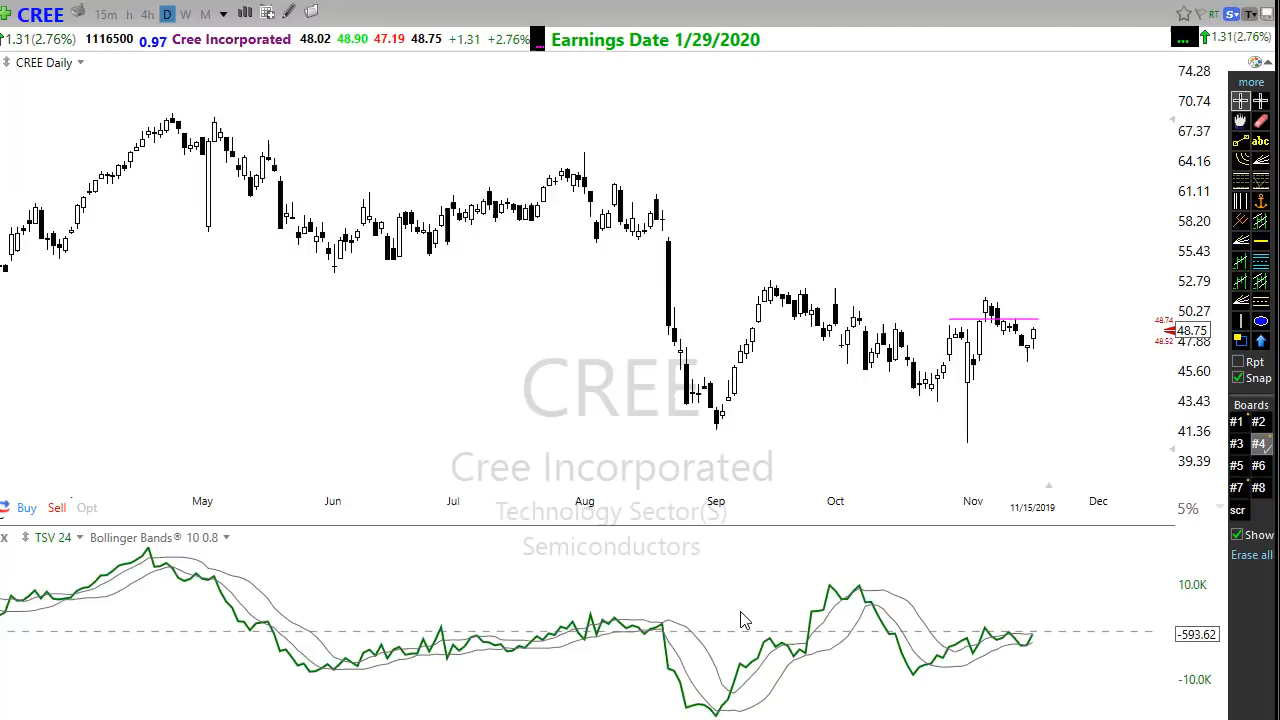 CREE 15m h 4h D W M RT S T
1.31(2.76%) 1116500 0.97 Cree Incorporated 48.02 48.90 47.19 48.75 +1.31 +2.76% ... Earnings Date 1/29/2020 ... 1.31(2.76%)
CREE Daily
74.28
70.74
67.37
64.16
61.11
58.20
55.43
52.79
50.27
48.74
48.75
48.52
47.88
45.60
43.43
41.36
39.39
CREE
Cree Incorporated
Technology Sector(S)
Semiconductors
May Jun Jul Aug Sep Oct Nov Dec
11/15/2019
Buy Sell Opt
5%
x TSV 24 Bollinger Bands® 10 0.8
10.0K
-593.62
-10.0K
more
abc
Rpt
Snap
Boards
#1 #2
#3 #4
#5 #6
#7 #8
scr
Show
Erase all